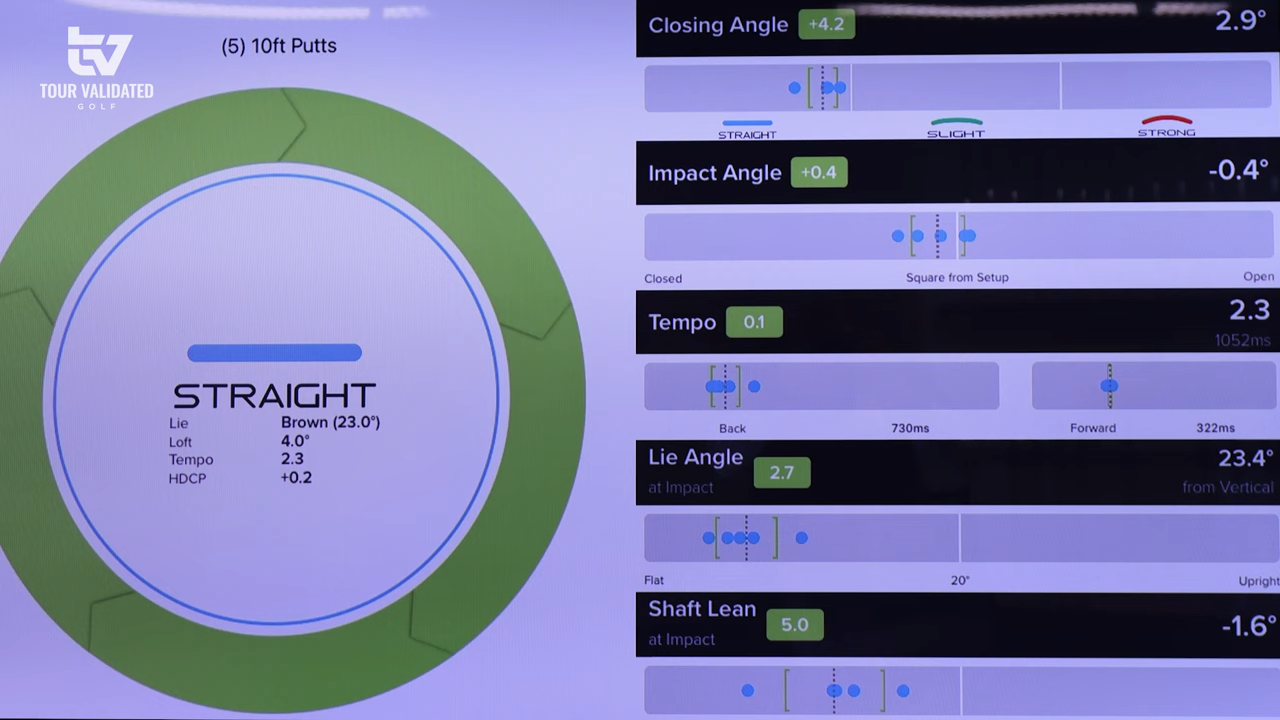 TV
TOUR VALIDATED
GOLF
(5) 10ft Putts
STRAIGHT
Lie Brown (23.0°)
Loft 4.0°
Tempo 2.3
HDCP +0.2
Closing Angle +4.2 2.9°
STRAIGHT SLIGHT STRONG
Impact Angle +0.4 -0.4°
Closed Square from Setup Open
Tempo 0.1 2.3
1052ms
Back 730ms Forward 322ms
Lie Angle 2.7 23.4°
at Impact from Vertical
Flat 20° Upright
Shaft Lean 5.0 -1.6°
at Impact